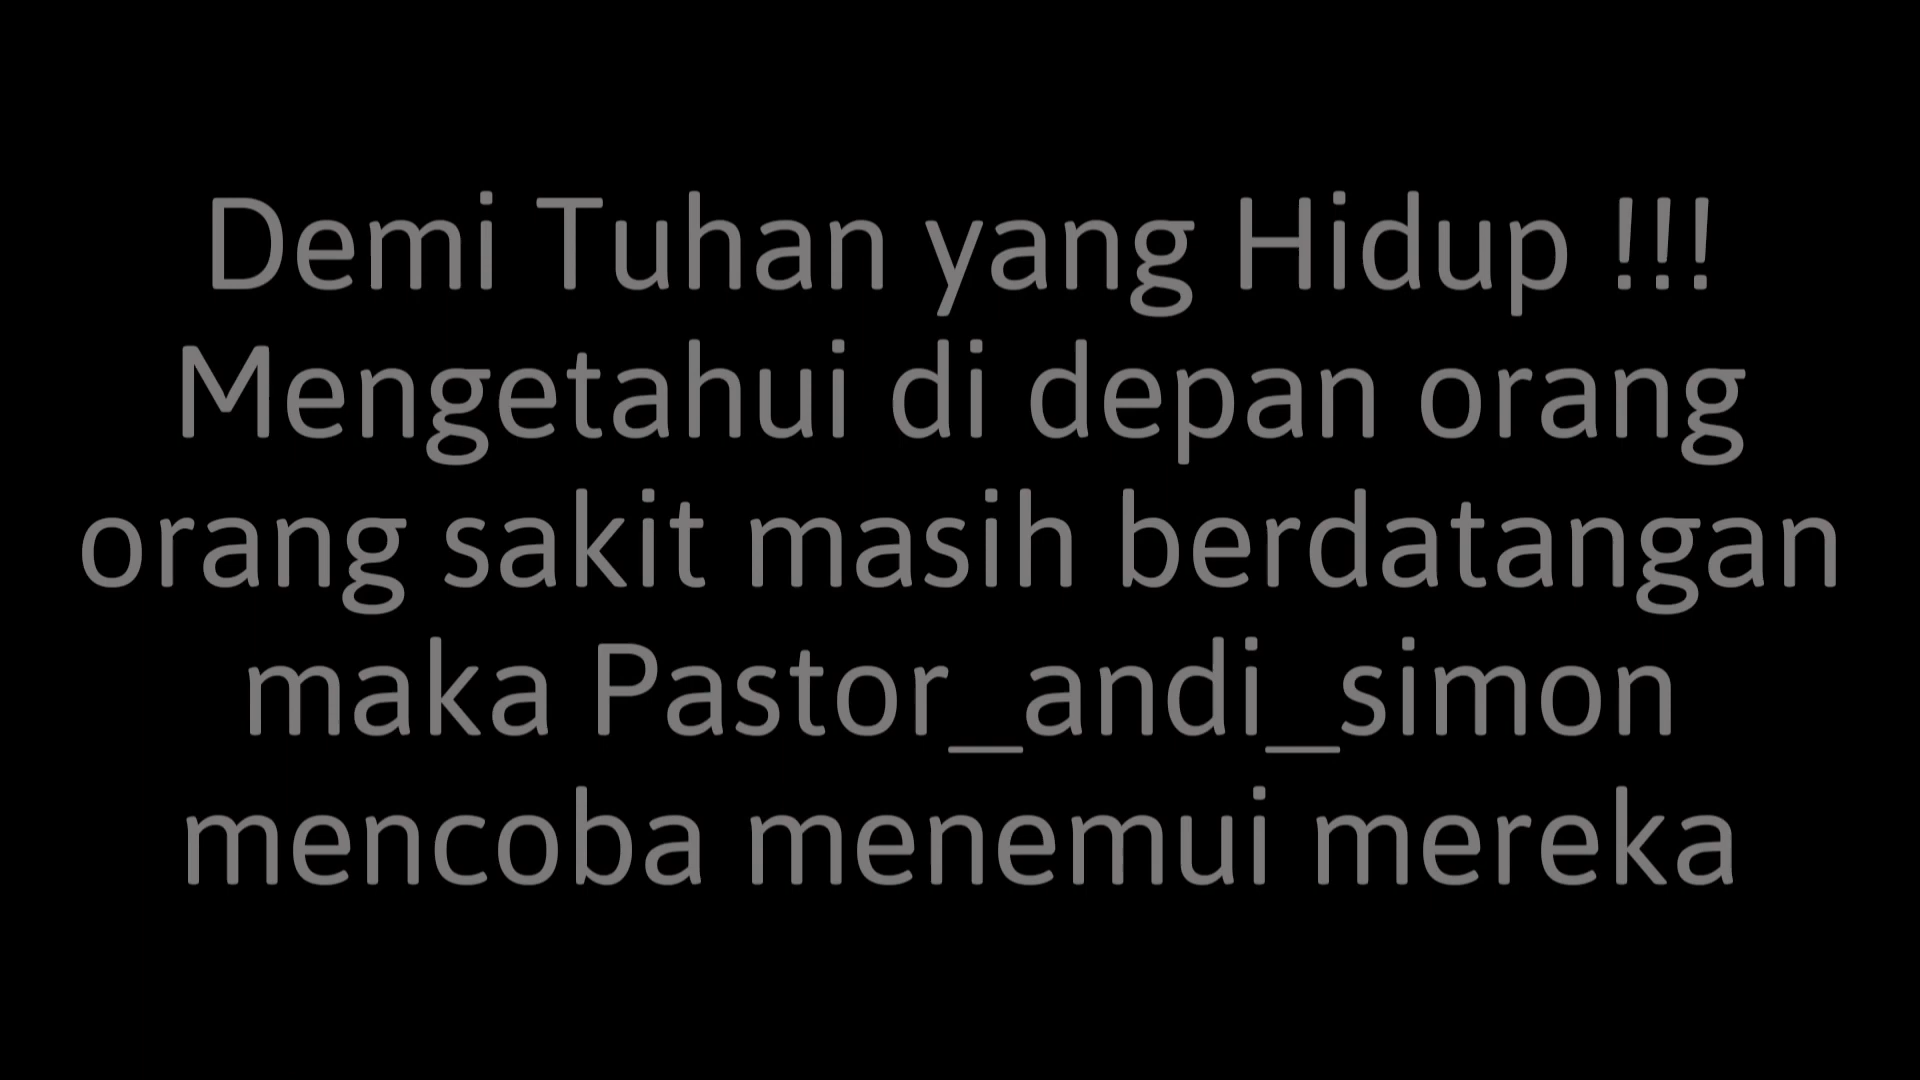 Demi Tuhan yang Hidup !!!
Mengetahui di depan orang
orang sakit masih berdatangan
maka Pastor_andi_simon
mencoba menemui mereka